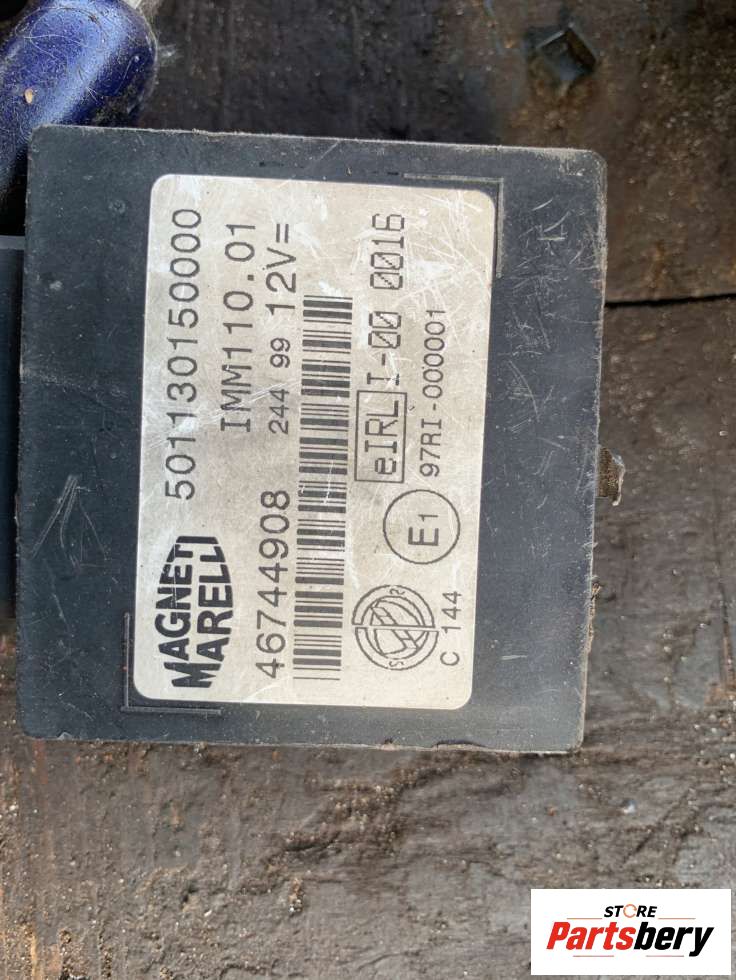 MAGNETI
MARELLI
501130150000
IMM110.01
46744908
244 99 12V=
eIRL I-00 0016
E1
97RI-000001
C 144
STORE
Partsbery